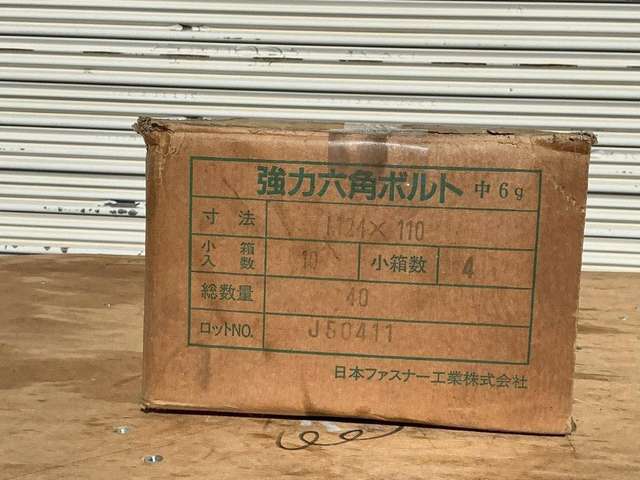 強力六角ボルト 中6g
寸法 M24×110
小箱入数 10 小箱数 4
総数量 40
ロットNO. J50411
日本ファスナー工業株式会社